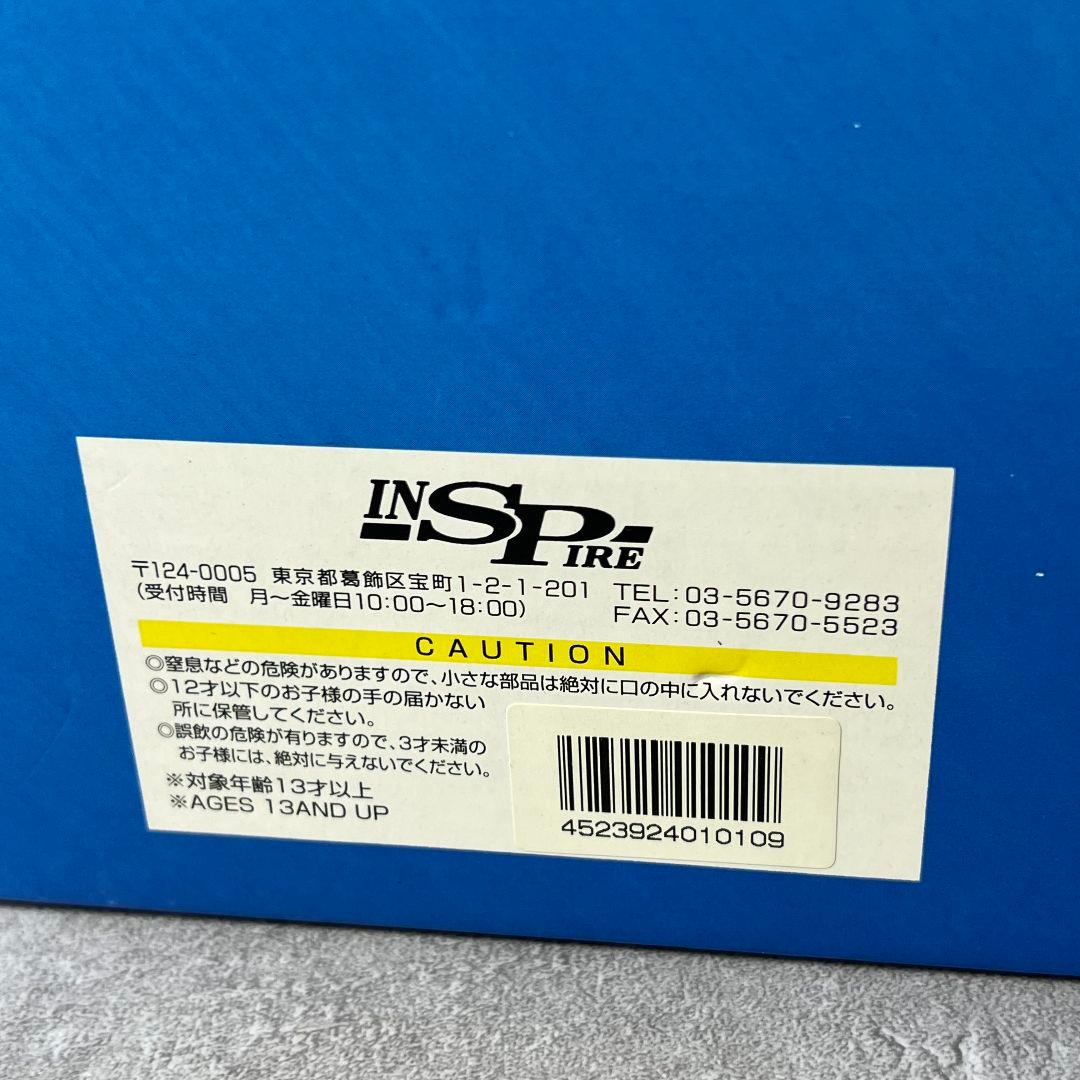 INSPIRE
〒124-0005 東京都葛飾区宝町1-2-1-201 TEL:03-5670-9283
(受付時間 月～金曜日10:00～18:00) FAX:03-5670-5523
CAUTION
◎窒息などの危険がありますので、小さな部品は絶対に口の中に入れないでください。
◎12才以下のお子様の手の届かない
所に保管してください。
◎誤飲の危険が有りますので、3才未満の
お子様には、絶対に与えないでください。
※対象年齢13才以上
※AGES 13AND UP
4523924010109